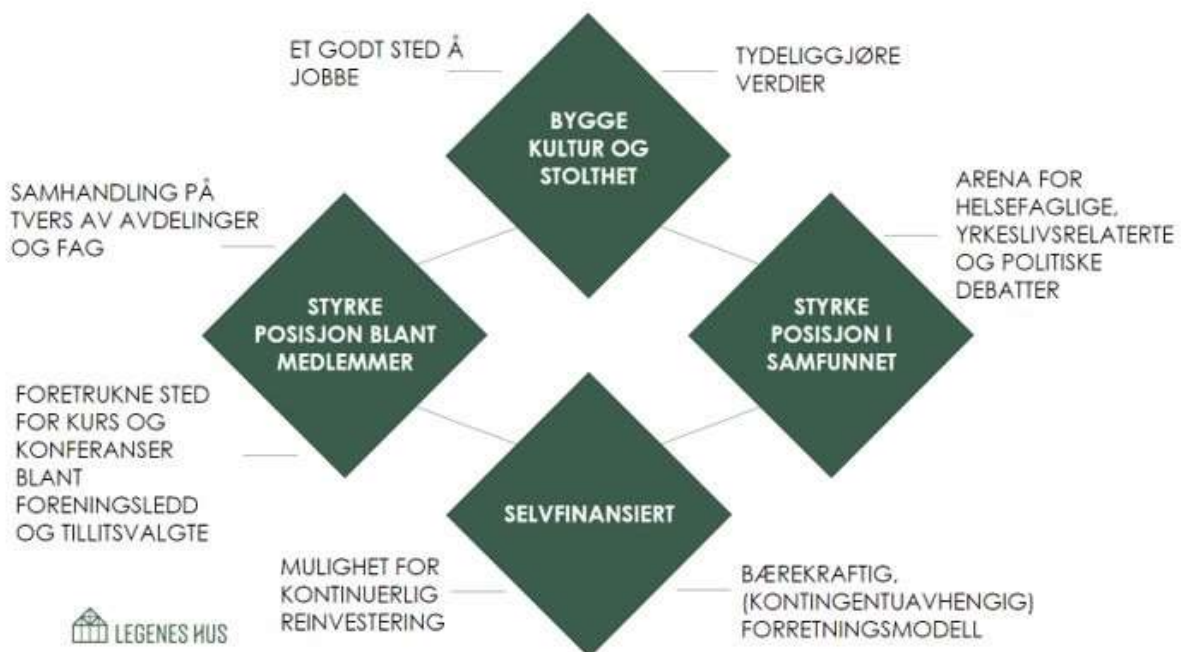 ET GODT STED Å
JOBBE
TYDELIGGJØRE
VERDIER
BYGGE
KULTUR OG
STOLTHET
SAMHANDLING PÅ
TVERS AV AVDELINGER
OG FAG
ARENA FOR
HELSEFAGLIGE,
YRKESLIVSRELATERTE
OG POLITISKE
DEBATTER
STYRKE
POSISJON BLANT
MEDLEMMER
STYRKE
POSISJON I
SAMFUNNET
FORETRUKNE STED
FOR KURS OG
KONFERANSER
BLANT
FORENINGSLEDD
OG TILLITSVALGTE
SELVFINANSIERT
MULIGHET FOR
KONTINUERLIG
REINVESTERING
BÆREKRAFTIG,
(KONTINGENTUAVHENGIG)
FORRETNINGSMODELL
LEGENES HUS